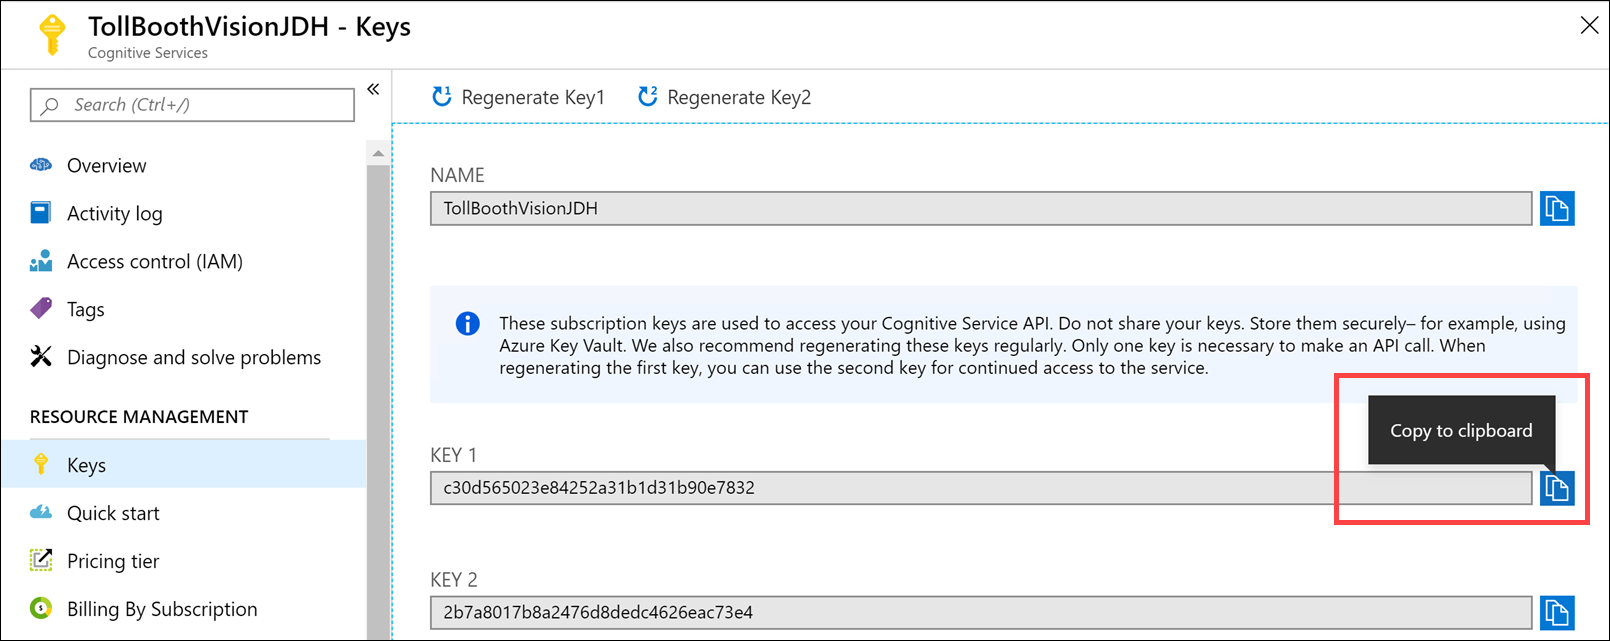 TollBoothVisionJDH - Keys
Cognitive Services
Search (Ctrl+/)
Overview
Activity log
Access control (IAM)
Tags
Diagnose and solve problems
RESOURCE MANAGEMENT
Keys
Quick start
Pricing tier
Billing By Subscription
Regenerate Key1
Regenerate Key2
NAME
TollBoothVisionJDH
These subscription keys are used to access your Cognitive Service API. Do not share your keys. Store them securely– for example, using
Azure Key Vault. We also recommend regenerating these keys regularly. Only one key is necessary to make an API call. When
regenerating the first key, you can use the second key for continued access to the service.
Copy to clipboard
KEY 1
c30d565023e84252a31b1d31b90e7832
KEY 2
2b7a8017b8a2476d8dedc4626eac73e4